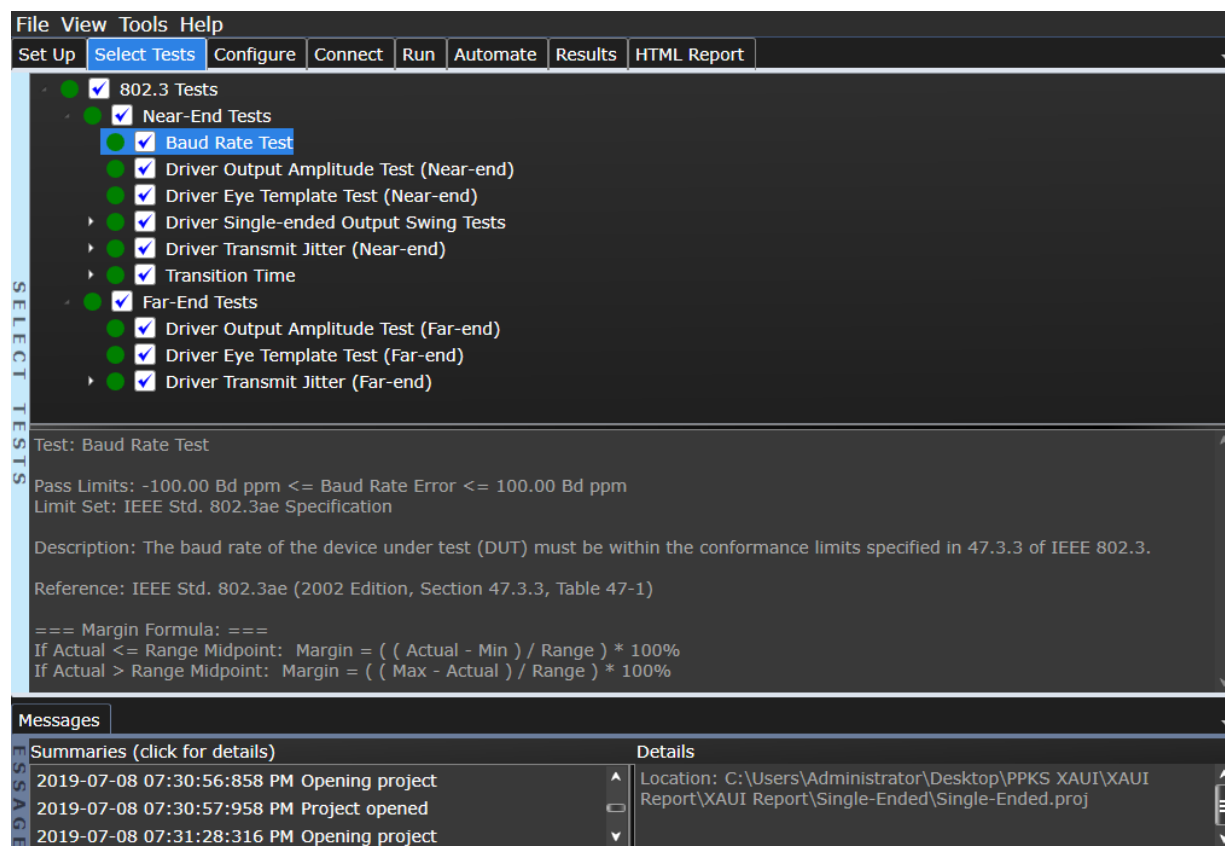 File View Tools Help
Set Up Select Tests Configure Connect Run Automate Results HTML Report
802.3 Tests
Near-End Tests
Baud Rate Test
Driver Output Amplitude Test (Near-end)
Driver Eye Template Test (Near-end)
Driver Single-ended Output Swing Tests
Driver Transmit Jitter (Near-end)
Transition Time
Far-End Tests
Driver Output Amplitude Test (Far-end)
Driver Eye Template Test (Far-end)
Driver Transmit Jitter (Far-end)
SELECT TESTS
Test: Baud Rate Test
Pass Limits: -100.00 Bd ppm <= Baud Rate Error <= 100.00 Bd ppm
Limit Set: IEEE Std. 802.3ae Specification
Description: The baud rate of the device under test (DUT) must be within the conformance limits specified in 47.3.3 of IEEE 802.3.
Reference: IEEE Std. 802.3ae (2002 Edition, Section 47.3.3, Table 47-1)
=== Margin Formula: ===
If Actual <= Range Midpoint: Margin = ( ( Actual - Min ) / Range ) * 100%
If Actual > Range Midpoint: Margin = ( ( Max - Actual ) / Range ) * 100%
Messages
Summaries (click for details)
2019-07-08 07:30:56:858 PM Opening project
2019-07-08 07:30:57:958 PM Project opened
2019-07-08 07:31:28:316 PM Opening project
Details
Location: C:\Users\Administrator\Desktop\PPKS XAUI\XAUI
Report\XAUI Report\Single-Ended\Single-Ended.proj